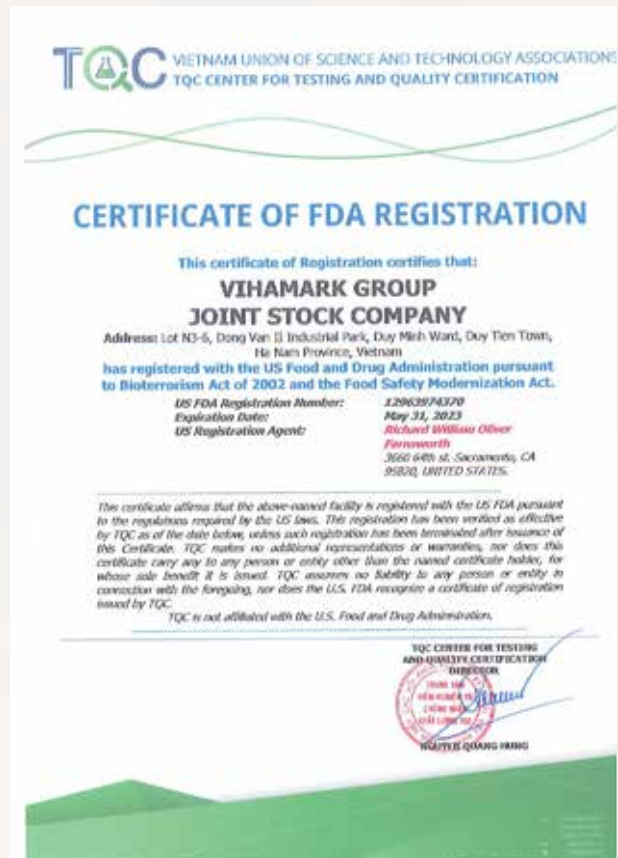 TQC
VIETNAM UNION OF SCIENCE AND TECHNOLOGY ASSOCIATIONS
TQC CENTER FOR TESTING AND QUALITY CERTIFICATION
CERTIFICATE OF FDA REGISTRATION
This certificate of Registration certifies that:
VIHAMARK GROUP
JOINT STOCK COMPANY
Address: Lot N3-6, Dong Van II Industrial Park, Duy Minh Ward, Duy Tien Town,
Ha Nam Province, Vietnam
has registered with the US Food and Drug Administration pursuant
to Bioterrorism Act of 2002 and the Food Safety Modernization Act.
US FDA Registration Number: 12963974370
Expiration Date: May 31, 2023
US Registration Agent: Richard William Oliver
Farnsworth
3660 64th st. Sacramento, CA
95820, UNITED STATES.
This certificate affirms that the above-named facility is registered with the US FDA pursuant
to the regulations required by the US laws. This registration has been verified as effective
by TQC as of the date below, unless such registration has been terminated after issuance of
this Certificate. TQC makes no additional representations or warranties, nor does this
certificate carry any to any person or entity other than the named certificate holder, for
whose sole benefit it is issued. TQC assumes no liability to any person or entity in
connection with the foregoing, nor does the U.S. FDA recognize a certificate of registration
issued by TQC.
TQC is not affiliated with the U.S. Food and Drug Administration.
TQC CENTER FOR TESTING
AND QUALITY CERTIFICATION
DIRECTOR
TRUNG TÂM
NGUYEN QUANG HUNG